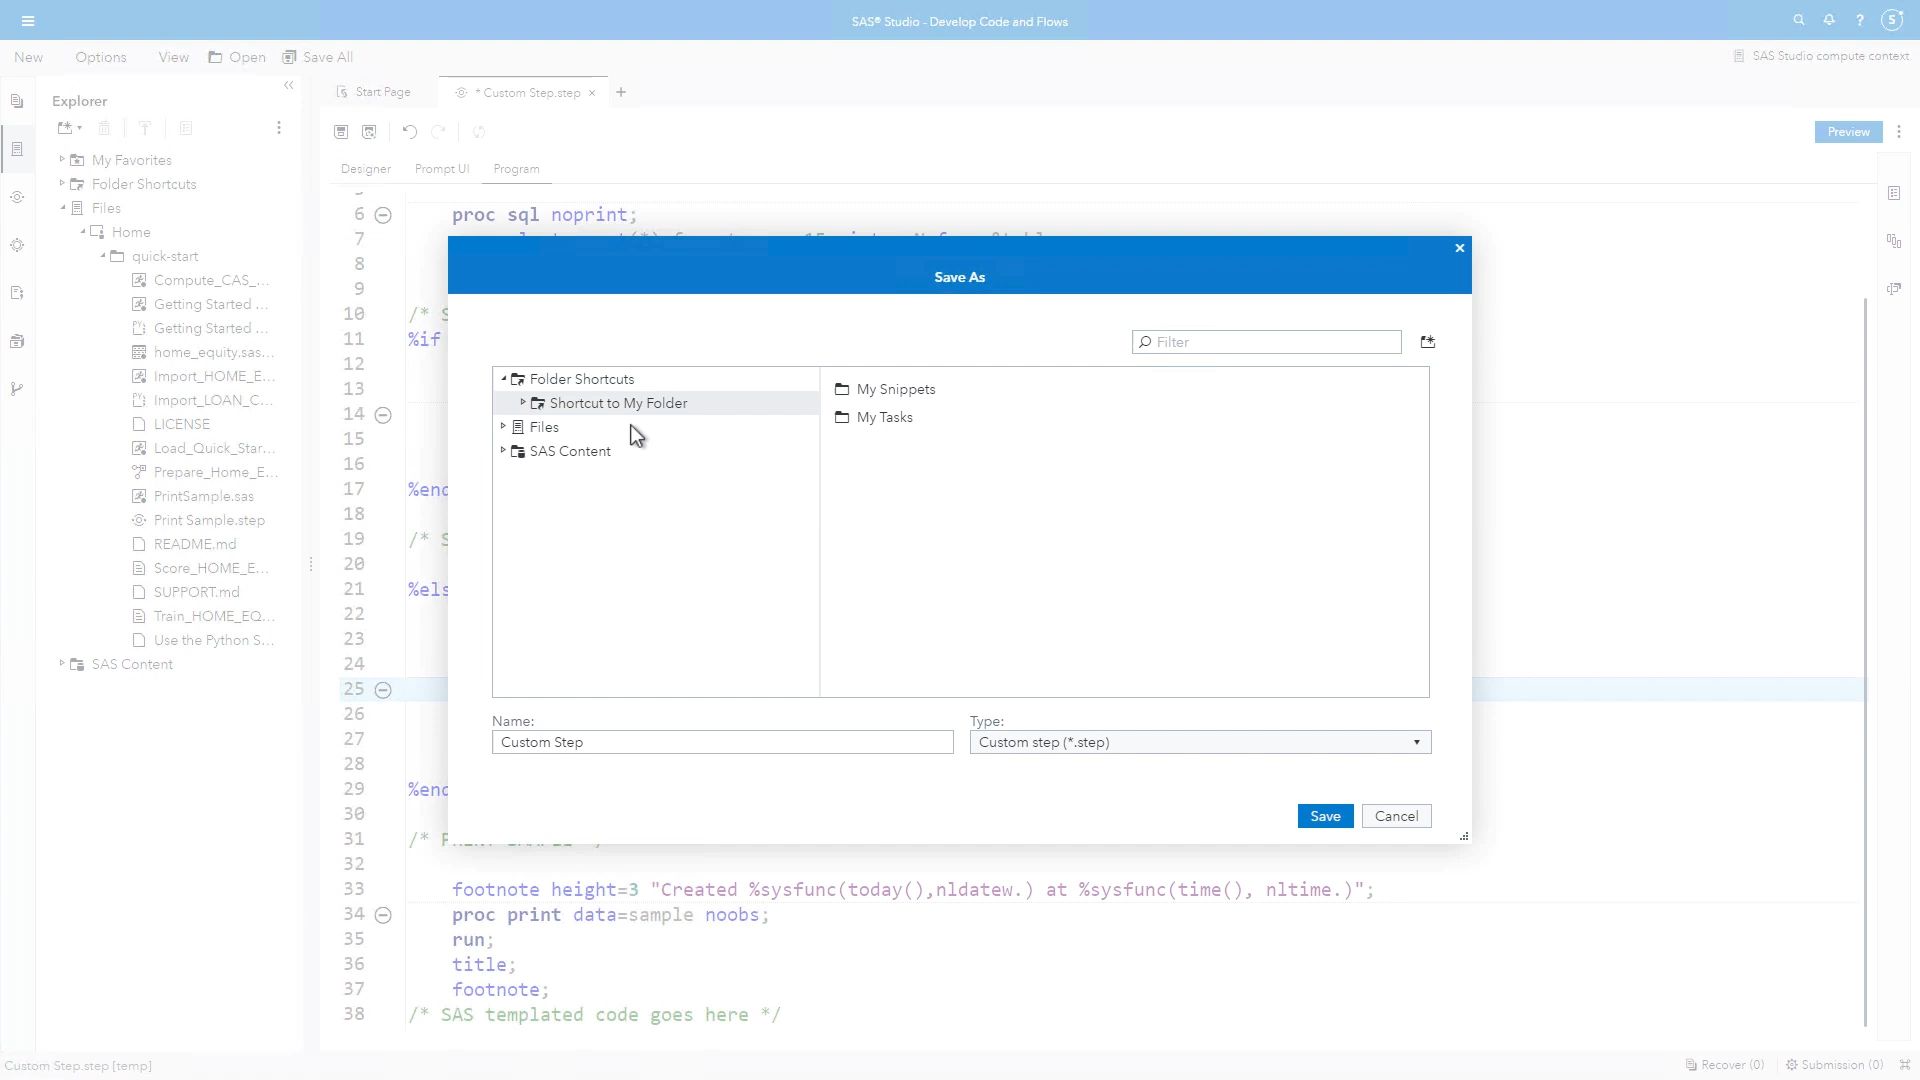 SAS® Studio - Develop Code and Flows
New Options View Open Save All
SAS Studio compute context
Explorer
My Favorites
Folder Shortcuts
Files
Home
quick-start
Compute_CAS_...
Getting Started ...
Getting Started ...
home_equity.sas...
Import_HOME_E...
Import_LOAN_C...
LICENSE
Load_Quick_Star...
Prepare_Home_E...
PrintSample.sas
Print Sample.step
README.md
Score_HOME_E...
SUPPORT.md
Train_HOME_EQ...
Use the Python S...
SAS Content
Start Page
* Custom Step.step
Preview
Designer Prompt UI Program
6 proc sql noprint;
7
8
9
10 /* S
11 %if
12
13
14
15
16
17 %end
18
19 /* S
20
21 %els
22
23
24
25
26
27
28
29 %end
30
31 /*
32
33 footnote height=3 "Created %sysfunc(today(),nldatew.) at %sysfunc(time(), nltime.)";
34 proc print data=sample noobs;
35 run;
36 title;
37 footnote;
38 /* SAS templated code goes here */
Save As
Filter
Folder Shortcuts
Shortcut to My Folder
Files
SAS Content
My Snippets
My Tasks
Name:
Custom Step
Type:
Custom step (*.step)
Save Cancel
Custom Step.step [temp]
Recover (0) Submission (0)